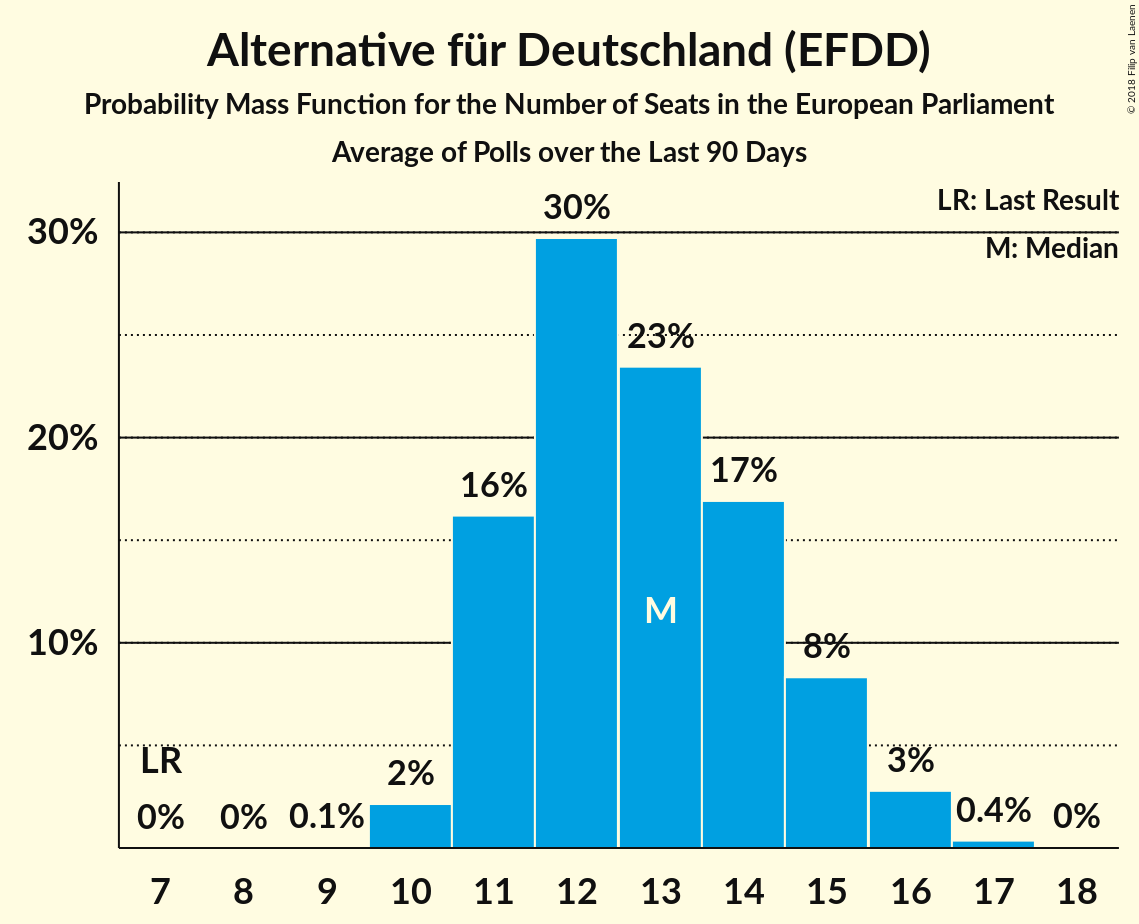 Alternative für Deutschland (EFDD)
Probability Mass Function for the Number of Seats in the European Parliament
Average of Polls over the Last 90 Days
© 2018 Filip van Laenen
LR: Last Result
M: Median
30%
20%
10%
30%
23%
17%
16%
M
8%
LR
2%
3%
0%
0%
0.1%
0.4%
0%
7 8 9 10 11 12 13 14 15 16 17 18